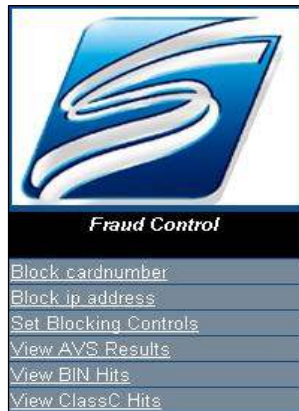 Fraud Control
Block cardnumber
Block ip address
Set Blocking Controls
View AVS Results
View BIN Hits
View ClassC Hits